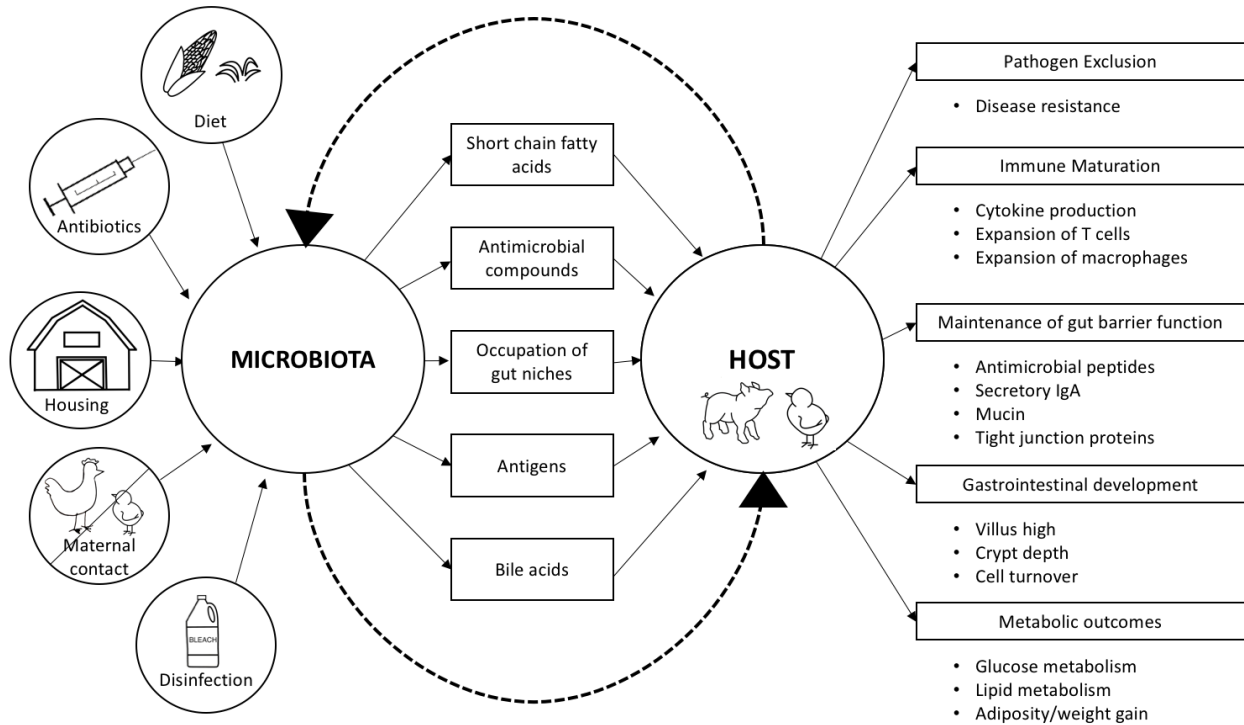 Diet
Antibiotics
Housing
Maternal
contact
BLEACH
Disinfection
MICROBIOTA
Short chain fatty
acids
Antimicrobial
compounds
Occupation of
gut niches
Antigens
Bile acids
HOST
Pathogen Exclusion
• Disease resistance
Immune Maturation
• Cytokine production
• Expansion of T cells
• Expansion of macrophages
Maintenance of gut barrier function
• Antimicrobial peptides
• Secretory IgA
• Mucin
• Tight junction proteins
Gastrointestinal development
• Villus high
• Crypt depth
• Cell turnover
Metabolic outcomes
• Glucose metabolism
• Lipid metabolism
• Adiposity/weight gain